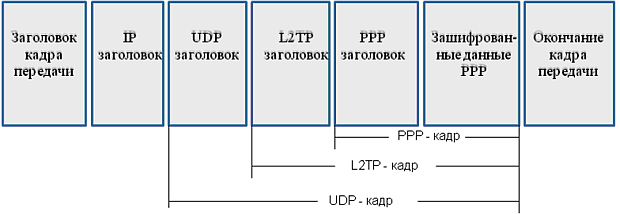 Заголовок
кадра
передачи
IP
заголовок
UDP
заголовок
L2TP
заголовок
PPP
заголовок
Зашифрован-
ные данные
PPP
Окончание
кадра
передачи
PPP - кадр
L2TP - кадр
UDP - кадр